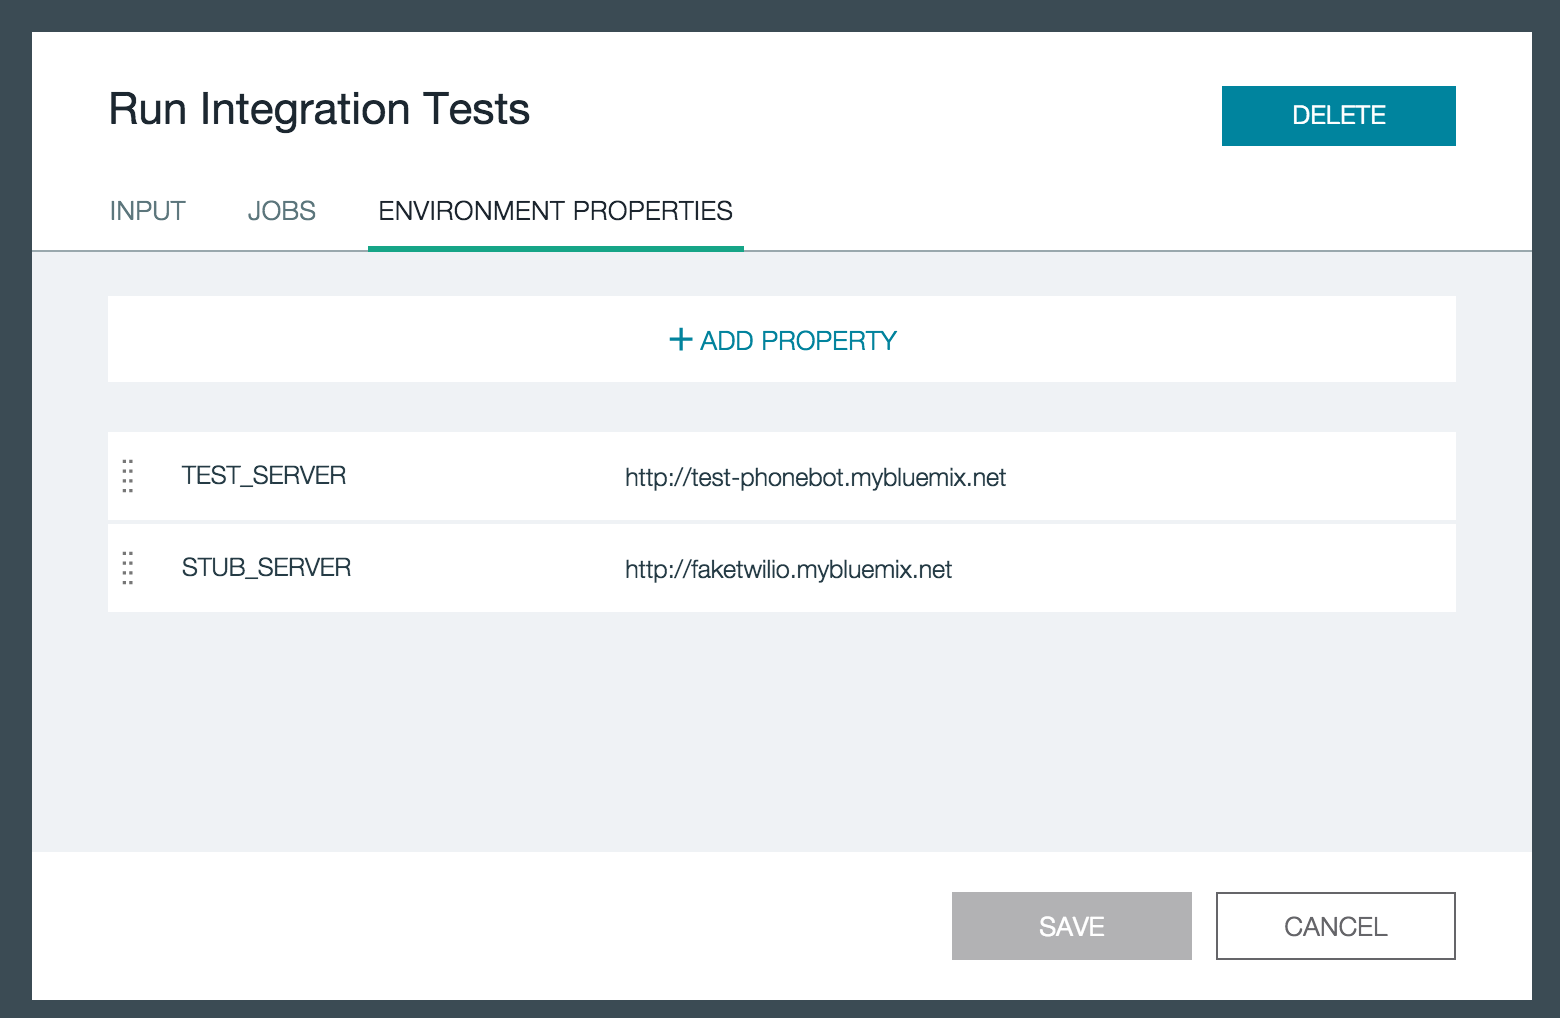 Run Integration Tests
DELETE
INPUT JOBS ENVIRONMENT PROPERTIES
+ ADD PROPERTY
TEST_SERVER http://test-phonebot.mybluemix.net
STUB_SERVER http://faketwilio.mybluemix.net
SAVE CANCEL